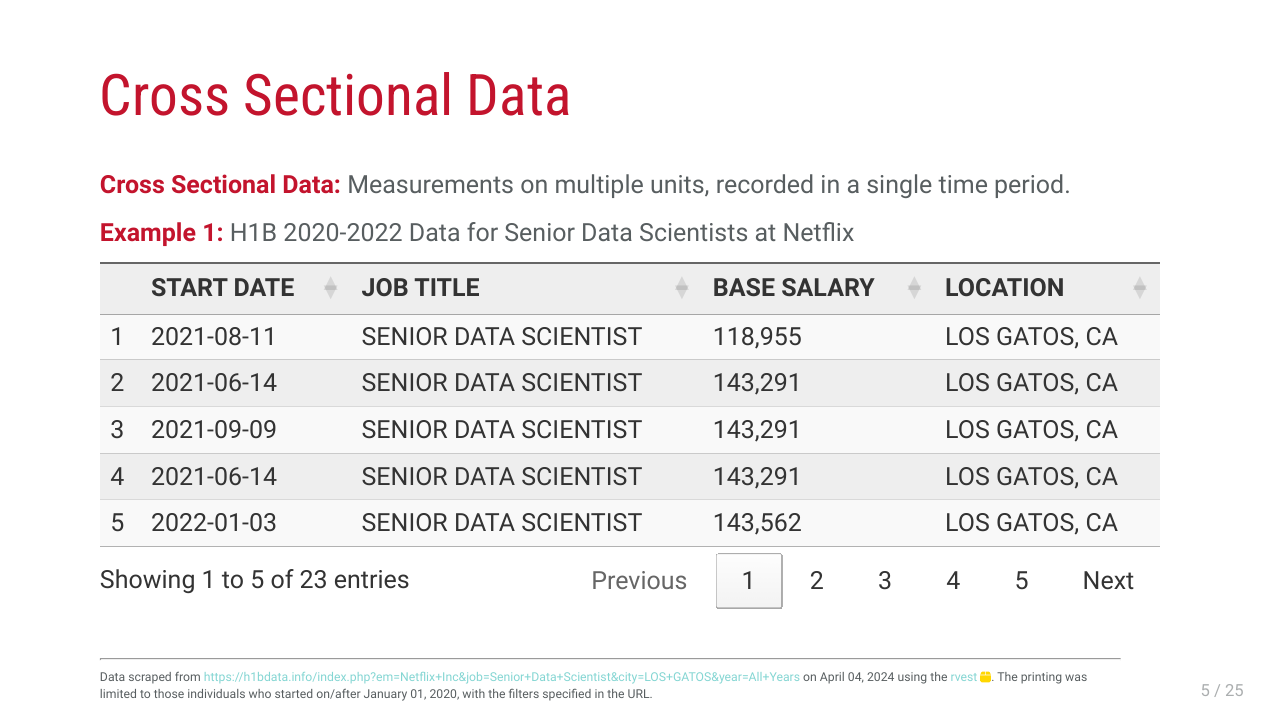 Cross Sectional Data
Cross Sectional Data: Measurements on multiple units, recorded in a single time period.
Example 1: H1B 2020-2022 Data for Senior Data Scientists at Netflix
START DATE JOB TITLE BASE SALARY LOCATION
1 2021-08-11 SENIOR DATA SCIENTIST 118,955 LOS GATOS, CA
2 2021-06-14 SENIOR DATA SCIENTIST 143,291 LOS GATOS, CA
3 2021-09-09 SENIOR DATA SCIENTIST 143,291 LOS GATOS, CA
4 2021-06-14 SENIOR DATA SCIENTIST 143,291 LOS GATOS, CA
5 2022-01-03 SENIOR DATA SCIENTIST 143,562 LOS GATOS, CA
Showing 1 to 5 of 23 entries Previous 1 2 3 4 5 Next
Data scraped from https://h1bdata.info/index.php?em=Netflix+Inc&job=Senior+Data+Scientist&city=LOS+GATOS&year=All+Years on April 04, 2024 using the rvest . The printing was
limited to those individuals who started on/after January 01, 2020, with the filters specified in the URL.
5 / 25